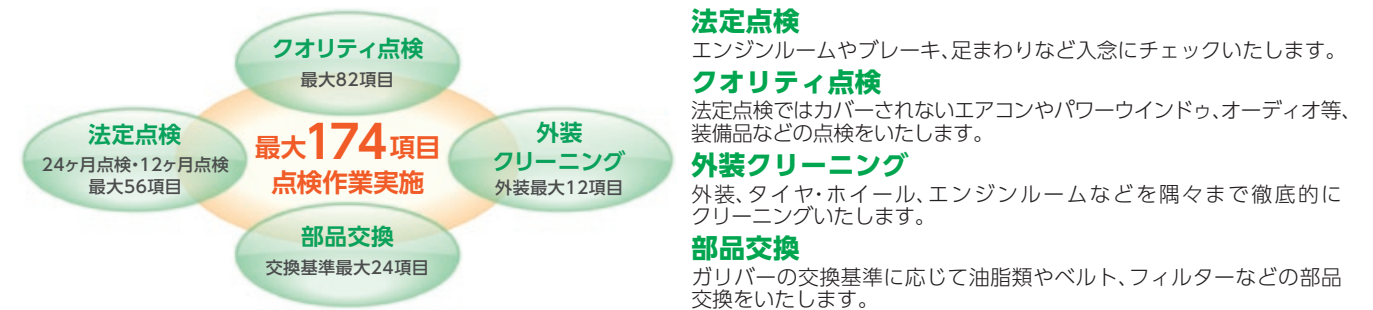 クオリティ点検
最大82項目
法定点検
24ヶ月点検・12ヶ月点検
最大56項目
最大174項目
点検作業実施
外装
クリーニング
外装最大12項目
部品交換
交換基準最大24項目
法定点検
エンジンルームやブレーキ、足まわりなど入念にチェックいたします。
クオリティ点検
法定点検ではカバーされないエアコンやパワーウインドゥ、オーディオ等、
装備品などの点検をいたします。
外装クリーニング
外装、タイヤ・ホイール、エンジンルームなどを隅々まで徹底的に
クリーニングいたします。
部品交換
ガリバーの交換基準に応じて油脂類やベルト、フィルターなどの部品
交換をいたします。